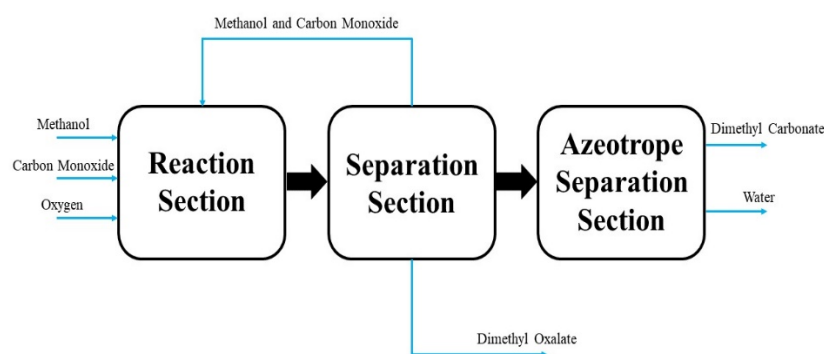 Methanol and Carbon Monoxide
Methanol
Carbon Monoxide
Oxygen
Reaction
Section
Separation
Section
Azeotrope
Separation
Section
Dimethyl Carbonate
Water
Dimethyl Oxalate